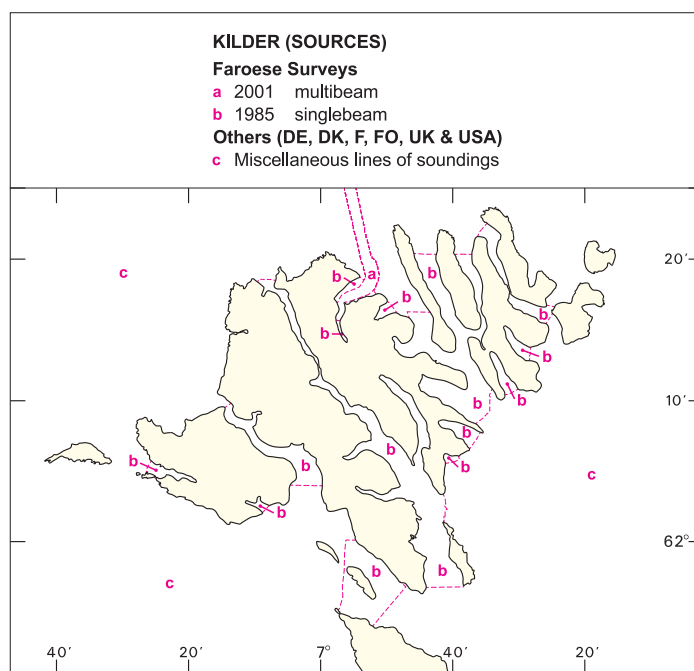 KILDER (SOURCES)
Faroese Surveys
a 2001 multibeam
b 1985 singlebeam
Others (DE, DK, F, FO, UK & USA)
c Miscellaneous lines of soundings
20´
c
b
a
b
b
b
b
b
b
b
10´
b
b
b
b
b
b
c
b
62°
b
b
c
40´
20´
7°
40´
20´